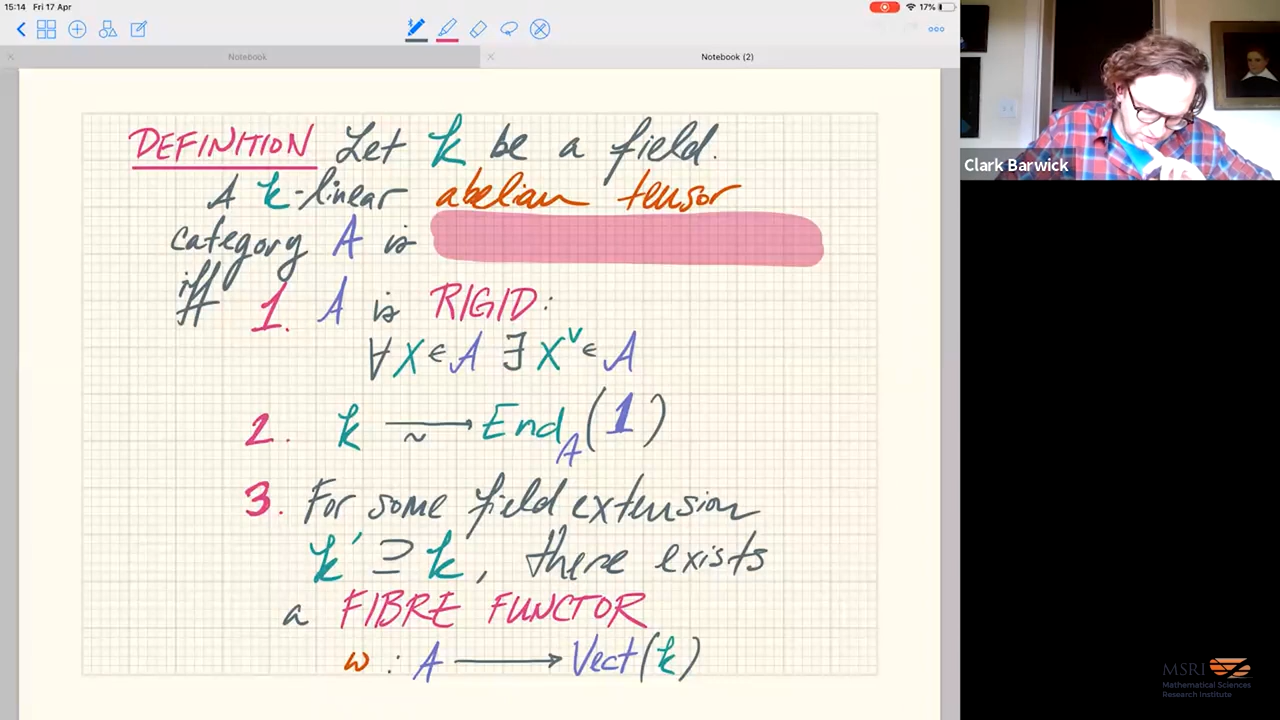 15:14 Fri 17 Apr
17%
Notebook
Notebook (2)
DEFINITION Let k be a field.
A k-linear abelian tensor
category A is
iff 1. A is RIGID:
∀ X ∈ A ∃ X^∨ ∈ A
2. k ⟶∼ End_A(1)
3. For some field extension
k′ ⊇ k, there exists
a FIBRE FUNCTOR
ω : A ⟶ Vect(k)
Clark Barwick
MSRI
Mathematical Sciences
Research Institute